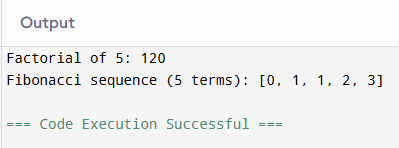 Output
Factorial of 5: 120
Fibonacci sequence (5 terms): [0, 1, 1, 2, 3]
=== Code Execution Successful ===